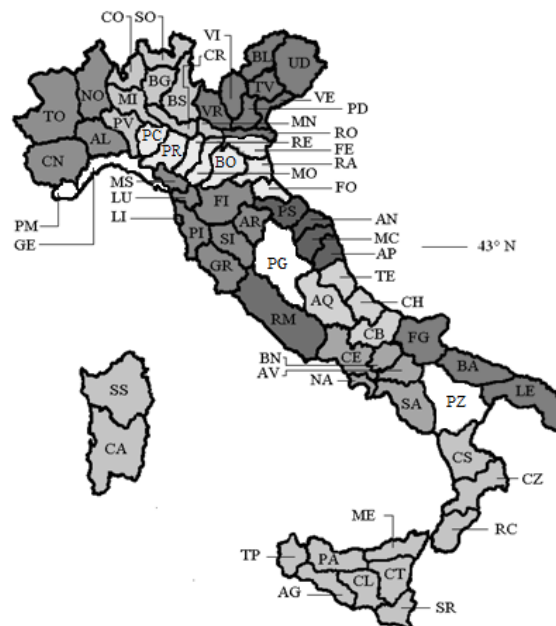 CO SO
VI
CR
BL
UD
BG
NO
MI
BS
TV
VE
TO
VR
PD
PV
MN
AL
PC
RO
RE
PR
BO
FE
CN
RA
MO
MS
FO
LU
FI
PM
LI
PS
AN
AR
GE
PI
SI
MC
43° N
AP
GR
PG
TE
AQ
CH
RM
CB
FG
BN
CE
BA
AV
NA
LE
SS
SA
PZ
CA
CS
CZ
ME
RC
TP
PA
CT
AG
CL
SR